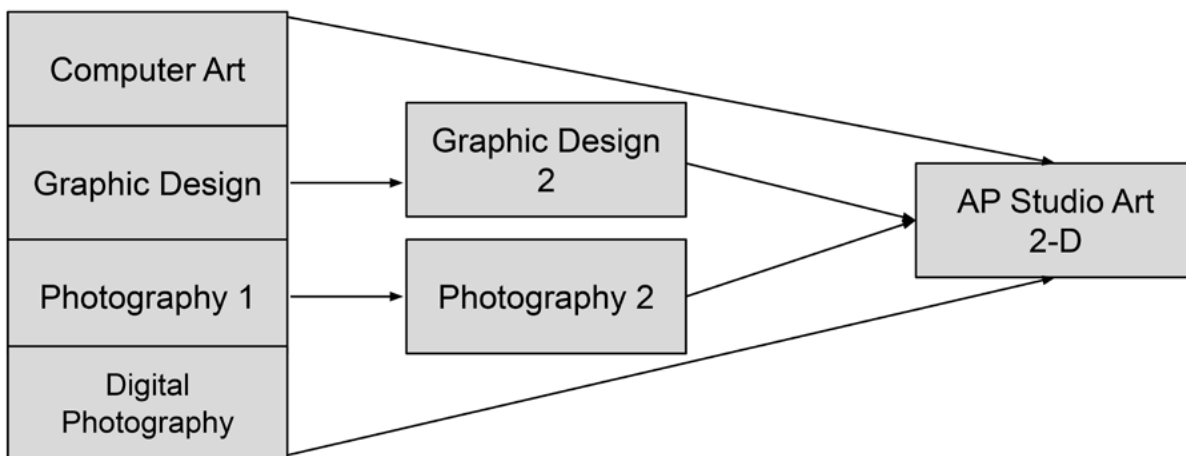 Computer Art
Graphic Design
Photography 1
Digital
Photography
Graphic Design
2
Photography 2
AP Studio Art
2-D